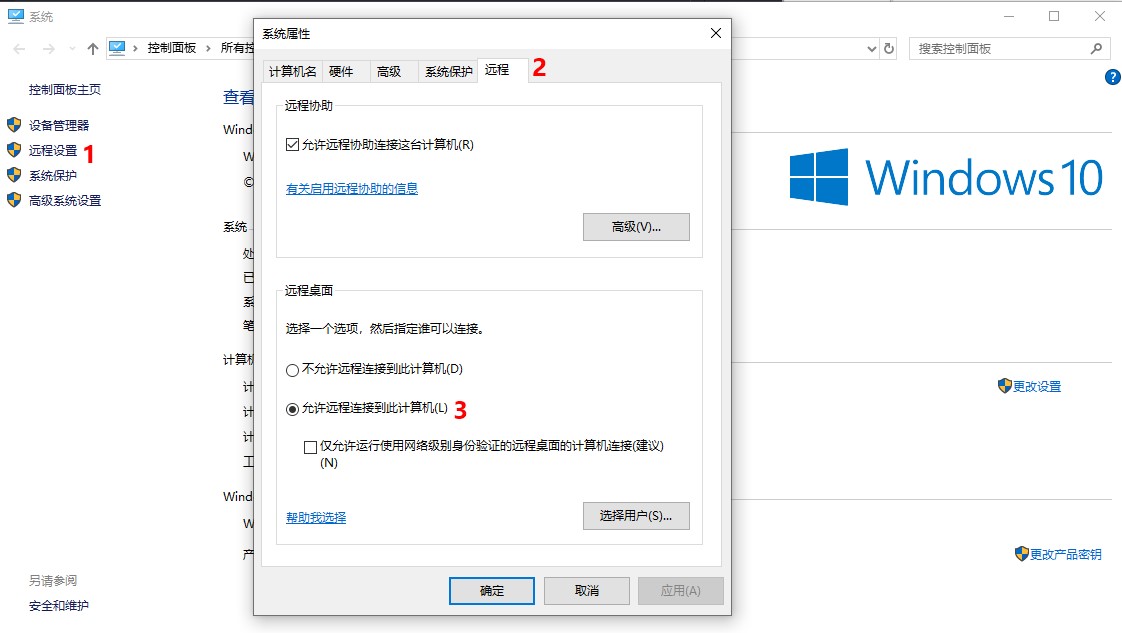 系统
控制面板
所有控
搜索控制面板
控制面板主页
设备管理器
远程设置
1
系统保护
高级系统设置
另请参阅
安全和维护
查看
Wind
W
©
系统
处
已
系
笔
计算机
计
计
计
工
Wind
W
产
系统属性
计算机名
硬件
高级
系统保护
远程
2
远程协助
允许远程协助连接这台计算机(R)
有关启用远程协助的信息
高级(V)...
远程桌面
选择一个选项，然后指定谁可以连接。
不允许远程连接到此计算机(D)
允许远程连接到此计算机(L)
3
仅允许运行使用网络级别身份验证的远程桌面的计算机连接(建议)
(N)
帮助我选择
选择用户(S)...
确定
取消
应用(A)
?
Windows 10
更改设置
更改产品密钥